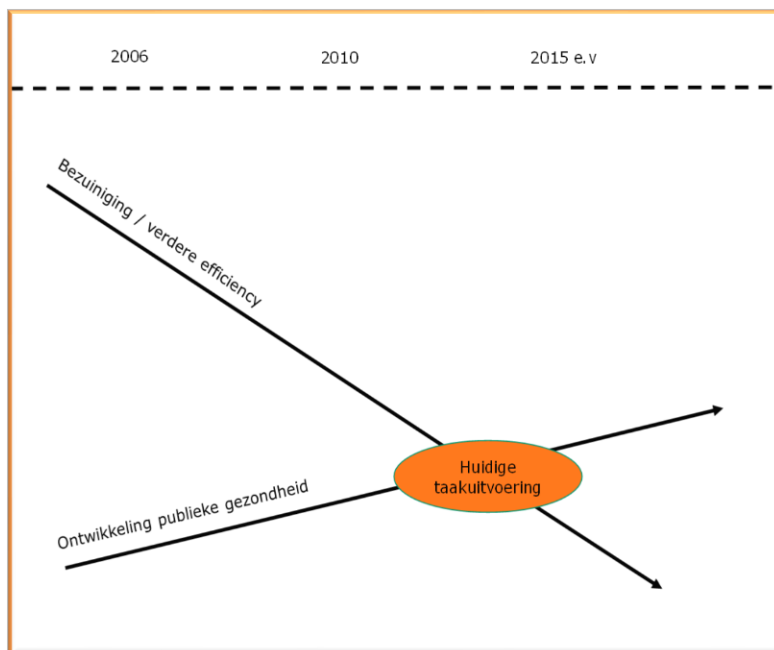 2006 2010 2015 e.v
Bezuiniging / verdere efficiency
Huidige
taakuitvoering
Ontwikkeling publieke gezondheid